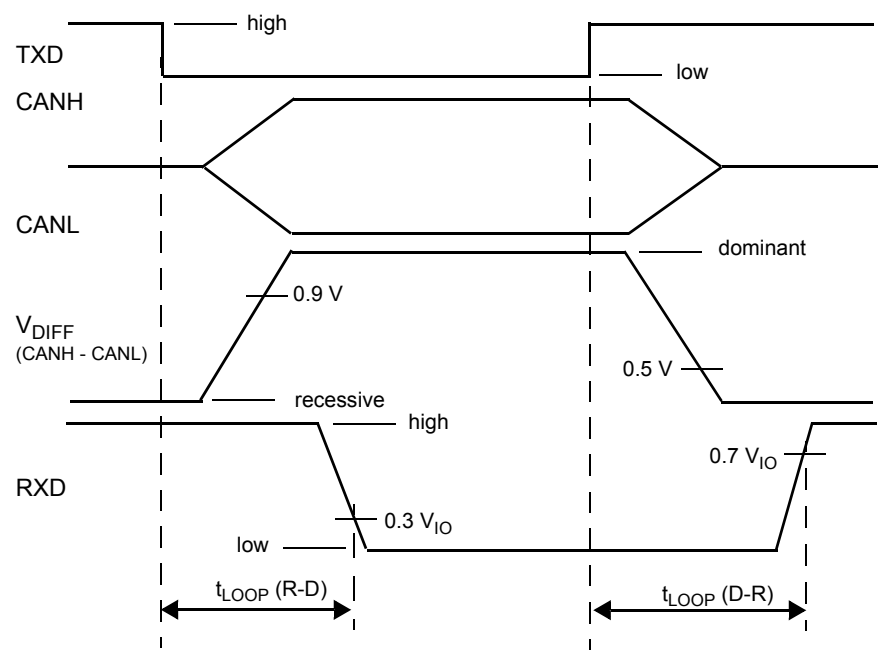 high
TXD
low
CANH
CANL
dominant
0.9 V
VDIFF
(CANH - CANL)
0.5 V
recessive
high
0.7 VIO
RXD
0.3 VIO
low
tLOOP (R-D)
tLOOP (D-R)